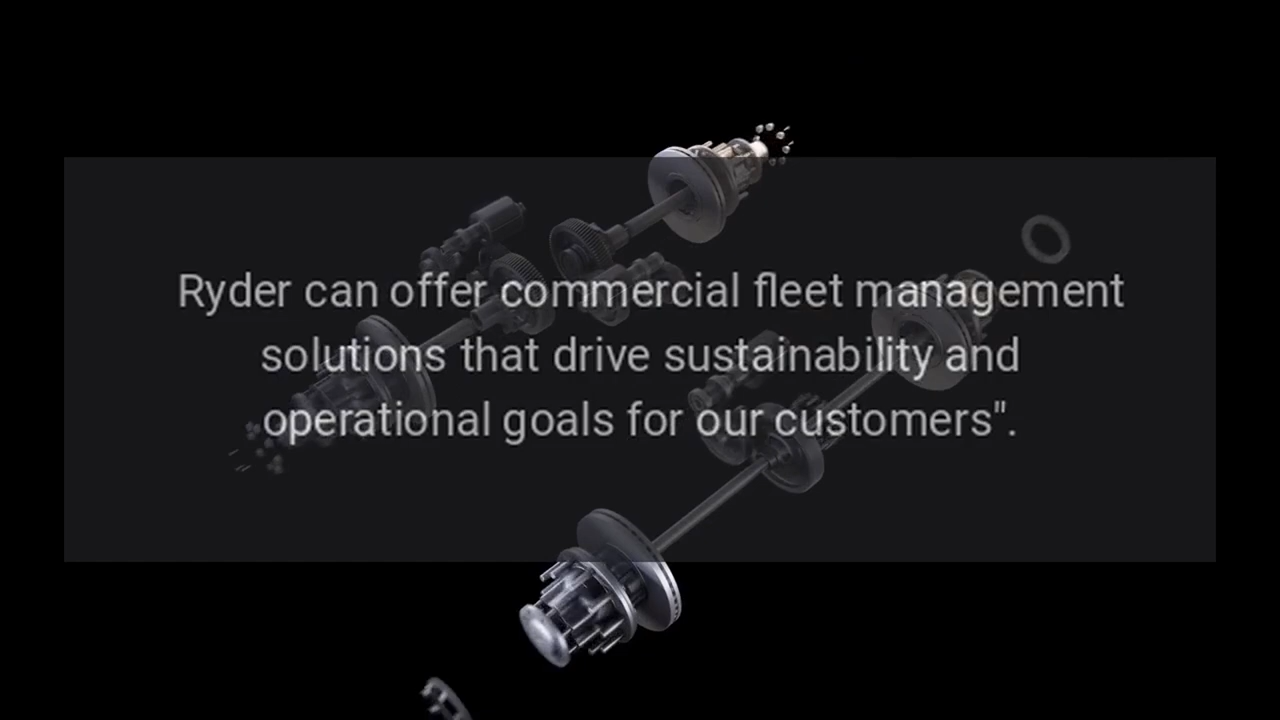 Ryder can offer commercial fleet management
solutions that drive sustainability and
operational goals for our customers".